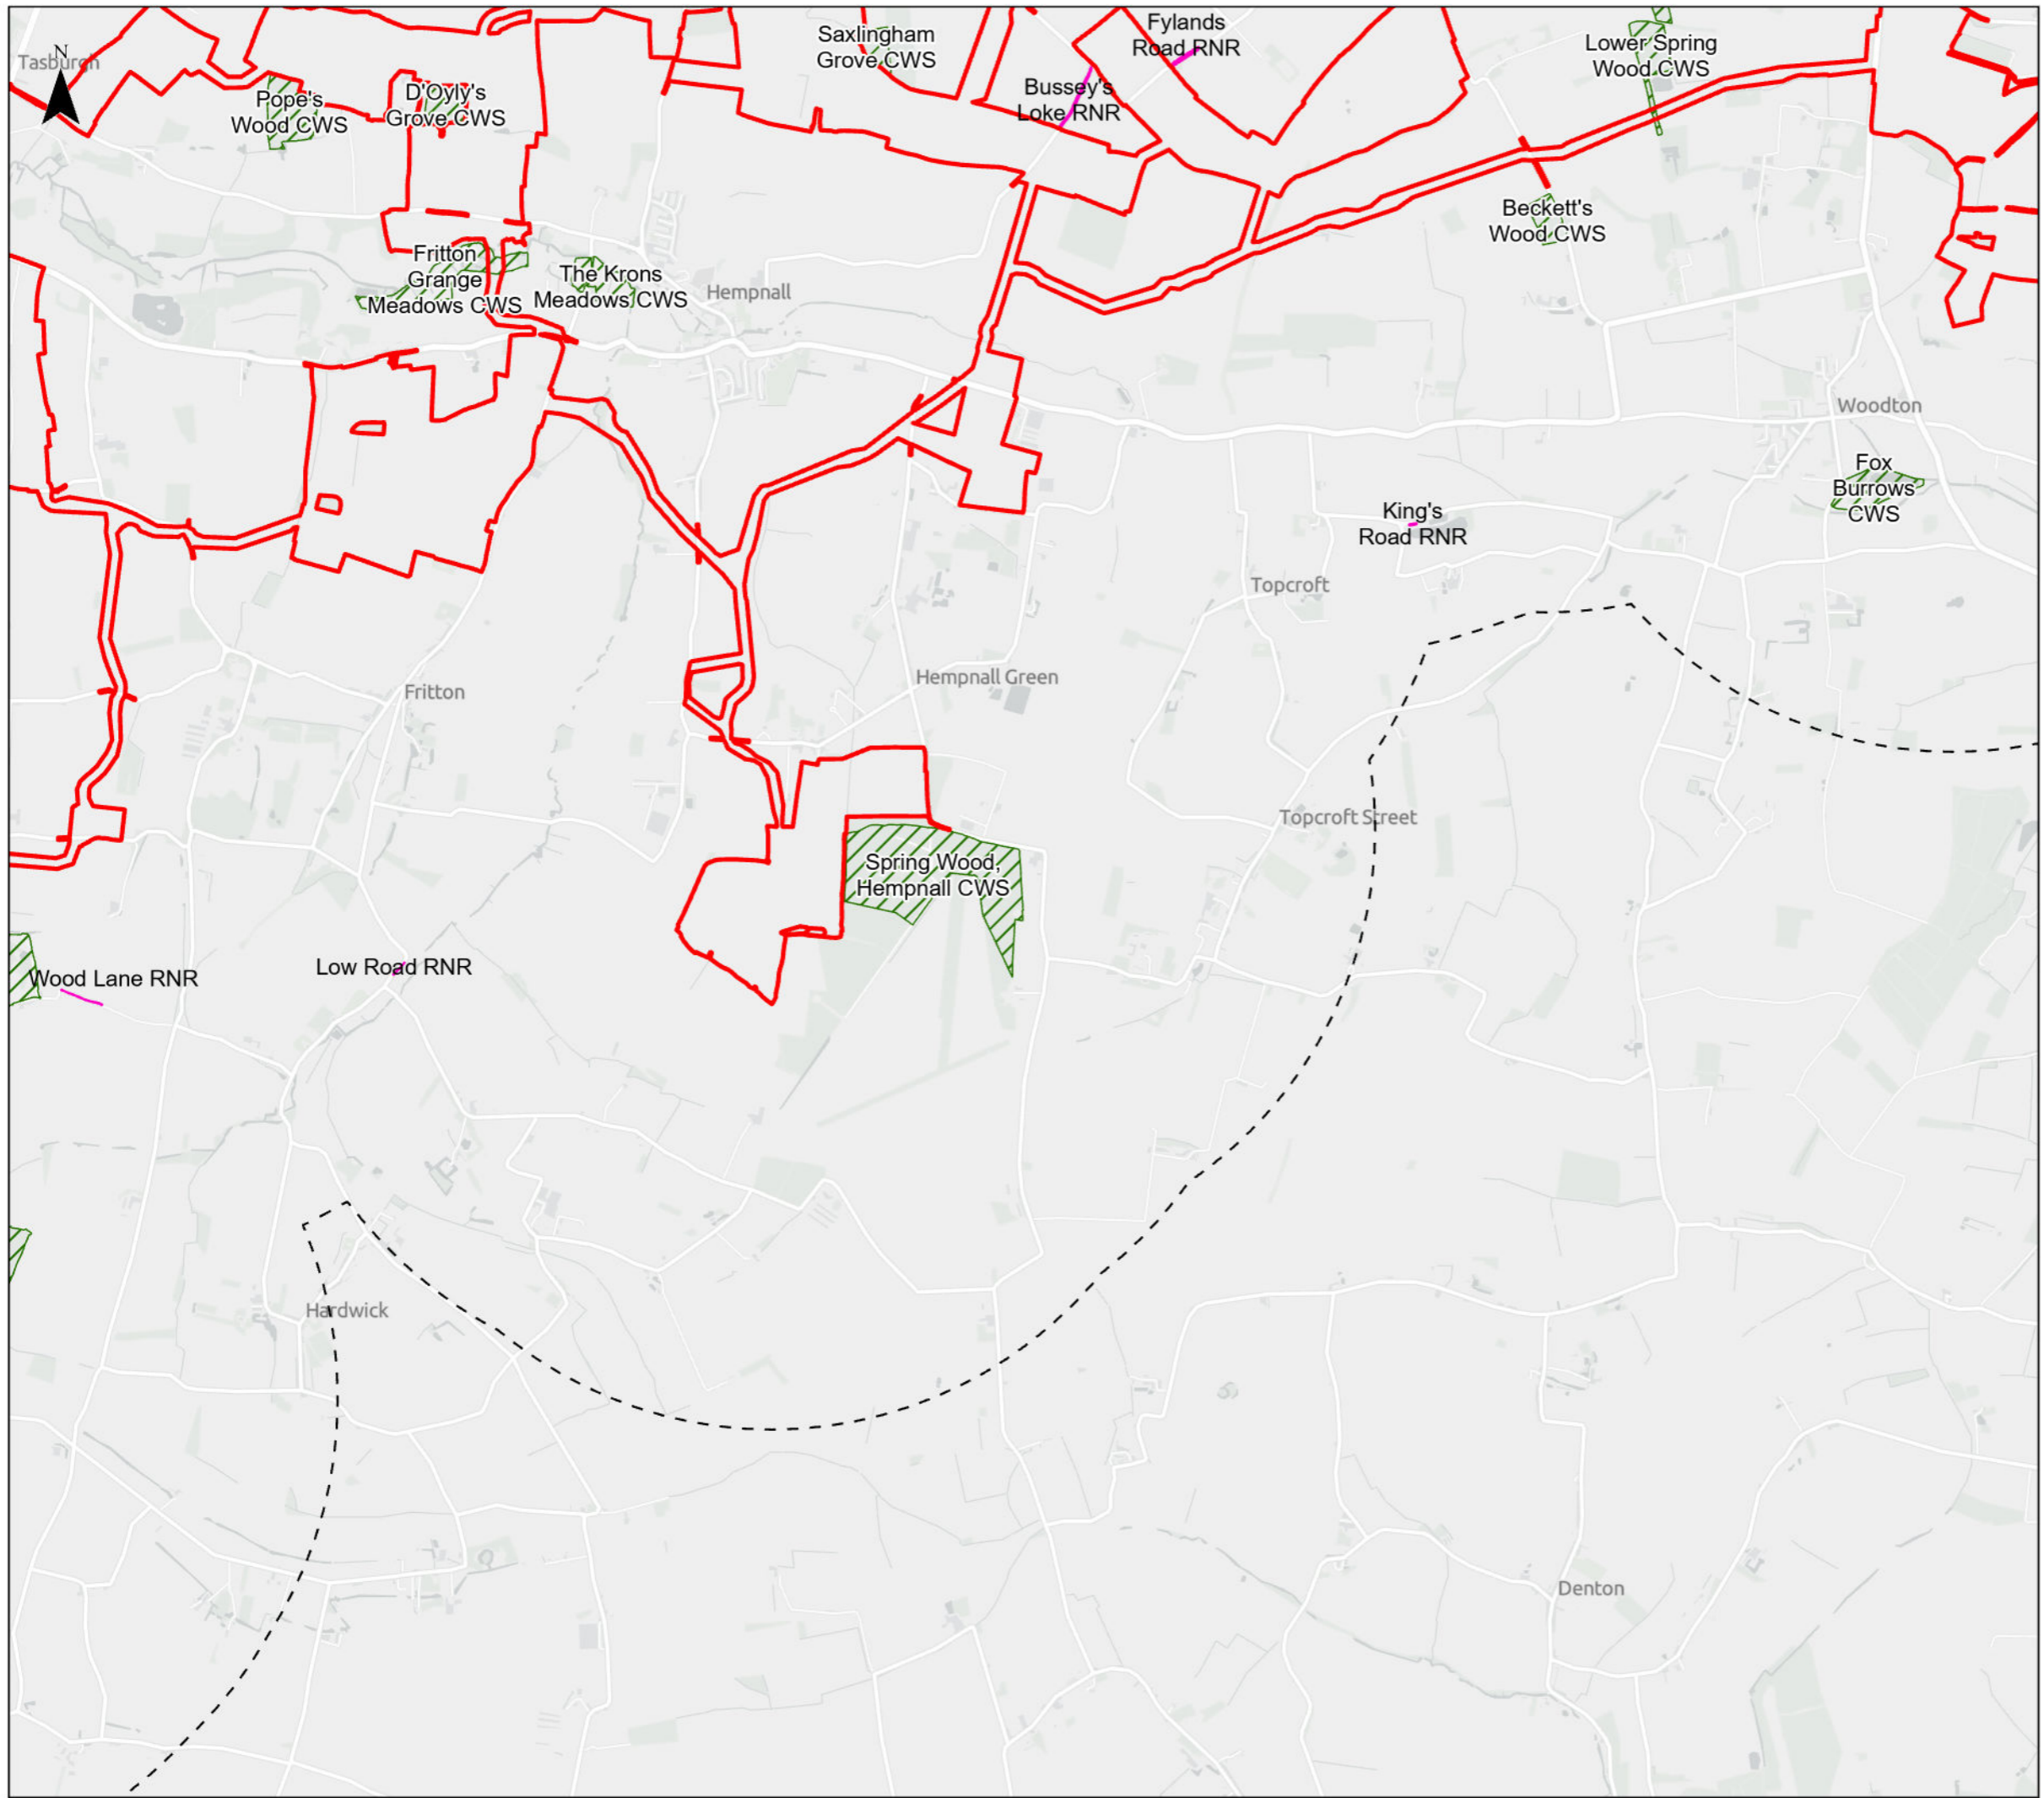 Tasburgh
N
Pope's
Wood CWS
D'Oyly's
Grove CWS
Saxlingham
Grove CWS
Fylands
Road RNR
Bussey's
Loke RNR
Lower Spring
Wood CWS
Beckett's
Wood CWS
Fritton
Grange
Meadows CWS
The Krons
Meadows CWS
Hempnall
Woodton
Fox
Burrows
CWS
King's
Road RNR
Topcroft
Hempnall Green
Fritton
Topcroft Street
Spring Wood,
Hempnall CWS
Wood Lane RNR
Low Road RNR
Hardwick
Denton